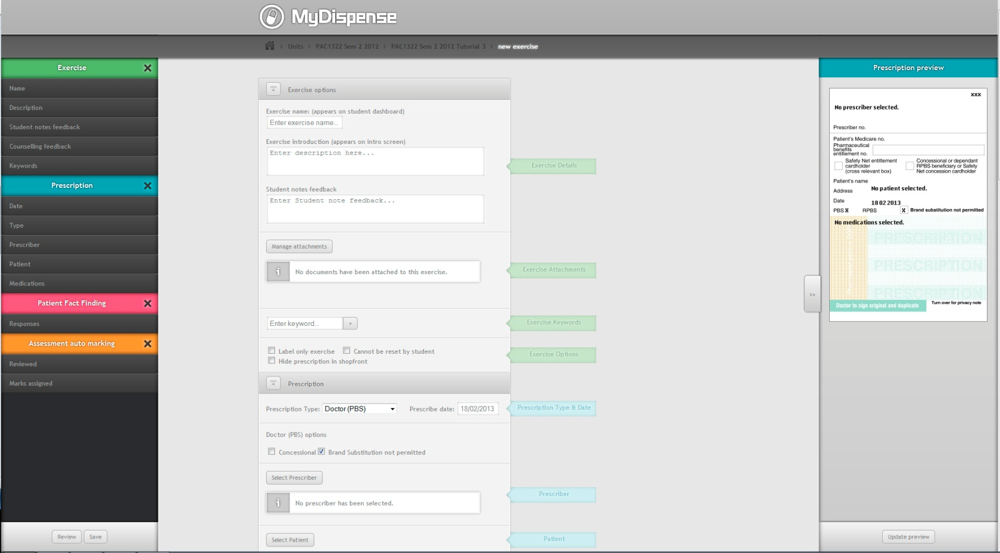 MyDispense
Units › PAC1322 Sem 2 2012 › PAC1322 Sem 2 2012 Tutorial 3 › new exercise
Exercise
Name
Description
Student notes feedback
Counselling feedback
Keywords
Prescription
Date
Type
Prescriber
Patient
Medications
Patient Fact Finding
Responses
Assessment auto marking
Reviewed
Marks assigned
Review Save
Exercise options
Exercise name: (appears on student dashboard)
Enter exercise name...
Exercise introduction (appears on intro screen)
Enter description here...
Exercise Details
Student notes feedback
Enter Student note feedback...
Manage attachments
i No documents have been attached to this exercise.
Exercise Attachments
Enter keyword... +
Exercise Keywords
Label only exercise Cannot be reset by student
Hide prescription in shopfront
Exercise Options
Prescription
Prescription Type: Doctor (PBS) Prescribe date: 18/02/2013
Prescription Type & Date
Doctor (PBS) options
Concessional Brand Substitution not permitted
Select Prescriber
i No prescriber has been selected.
Prescriber
Select Patient
Patient
>>
Prescription preview
xxx
No prescriber selected.
Prescriber no.
Patient's Medicare no.
Pharmaceutical
benefits
entitlement no.
Safety Net entitlement
cardholder
(cross relevant box)
Concessional or dependant
RPBS beneficiary or Safety
Net concession cardholder
Patient's name
Address No patient selected.
Date 18 02 2013
PBS X RPBS X Brand substitution not permitted
No medications selected.
PRESCRIPTION
PRESCRIPTION
PRESCRIPTION
Doctor to sign original and duplicate Turn over for privacy note
Update preview